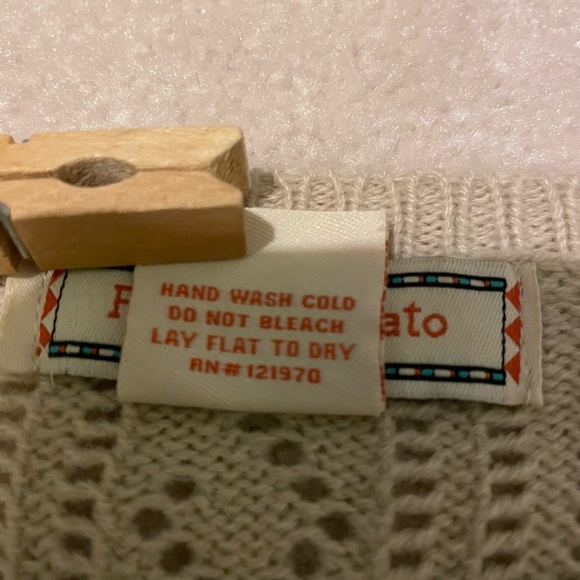 HAND WASH COLD
DO NOT BLEACH
LAY FLAT TO DRY
RN#121970
ato